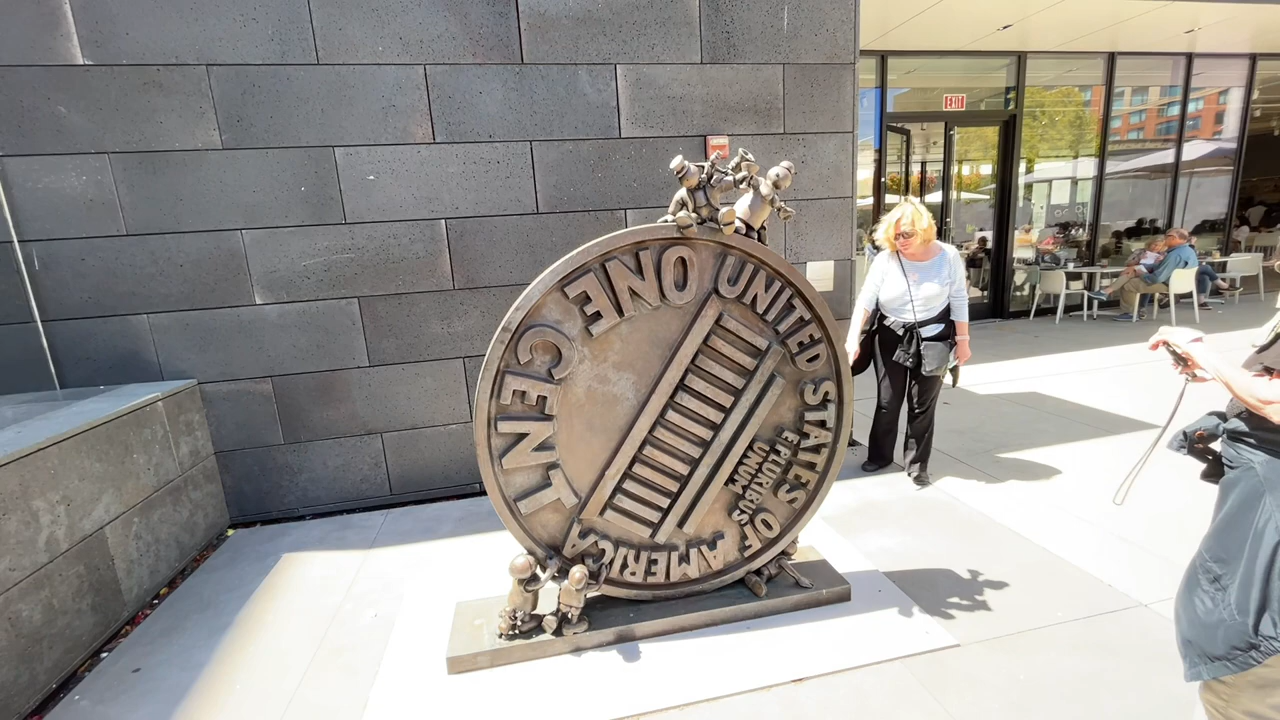 EXIT
UNITED STATES OF AMERICA
E PLURIBUS
UNUM
ONE CENT